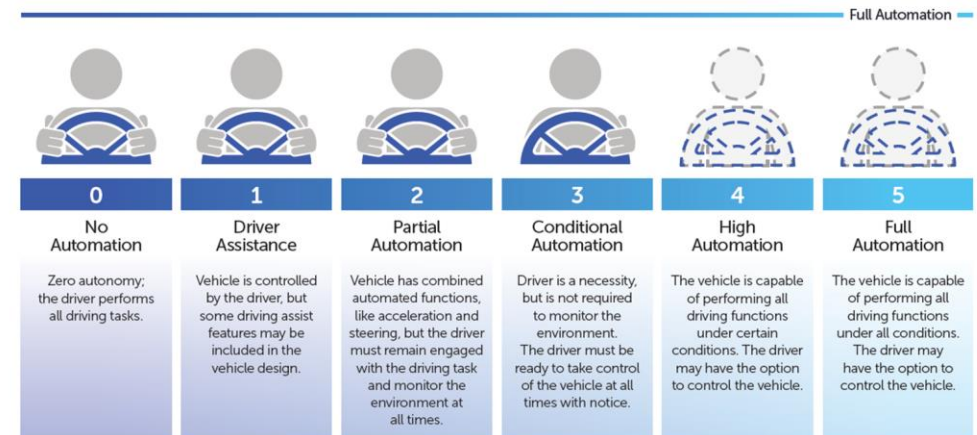 Full Automation
0
No
Automation
Zero autonomy;
the driver performs
all driving tasks.
1
Driver
Assistance
Vehicle is controlled
by the driver, but
some driving assist
features may be
included in the
vehicle design.
2
Partial
Automation
Vehicle has combined
automated functions,
like acceleration and
steering, but the driver
must remain engaged
with the driving task
and monitor the
environment at
all times.
3
Conditional
Automation
Driver is a necessity,
but is not required
to monitor the
environment.
The driver must be
ready to take control
of the vehicle at all
times with notice.
4
High
Automation
The vehicle is capable
of performing all
driving functions
under certain
conditions. The driver
may have the option
to control the vehicle.
5
Full
Automation
The vehicle is capable
of performing all
driving functions
under all conditions.
The driver may
have the option to
control the vehicle.